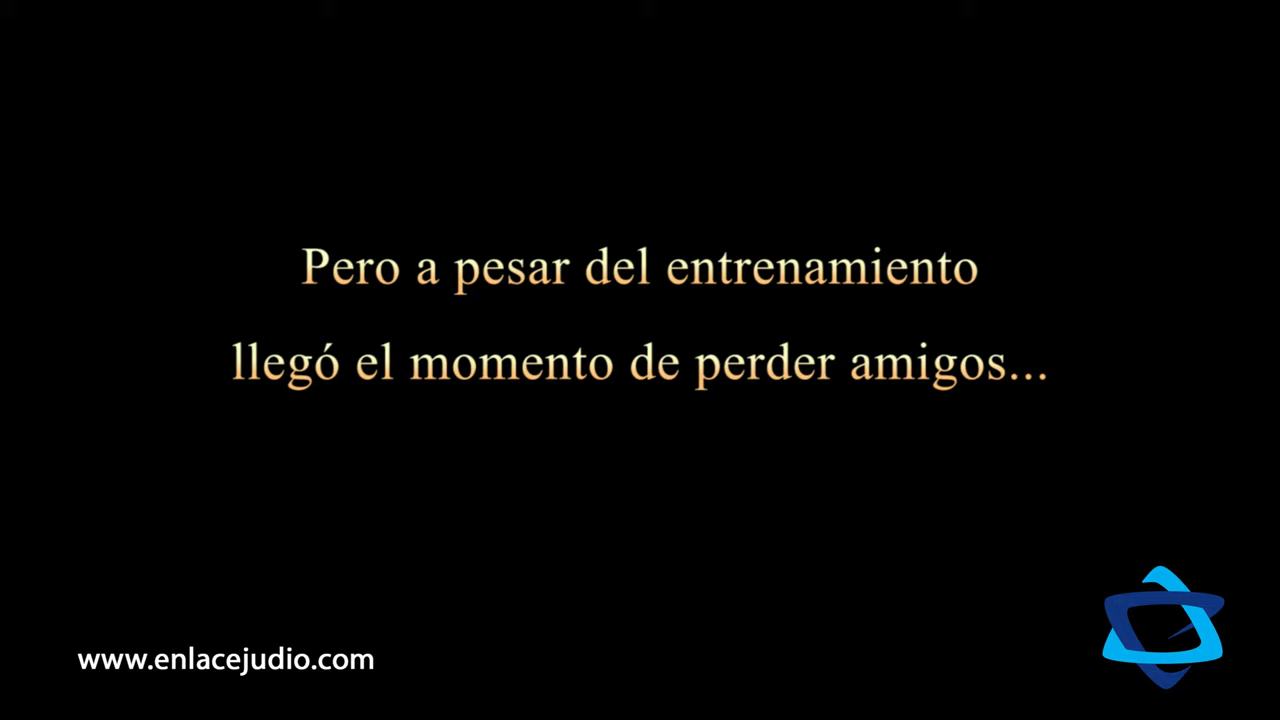 Pero a pesar del entrenamiento
llegó el momento de perder amigos...
www.enlacejudio.com